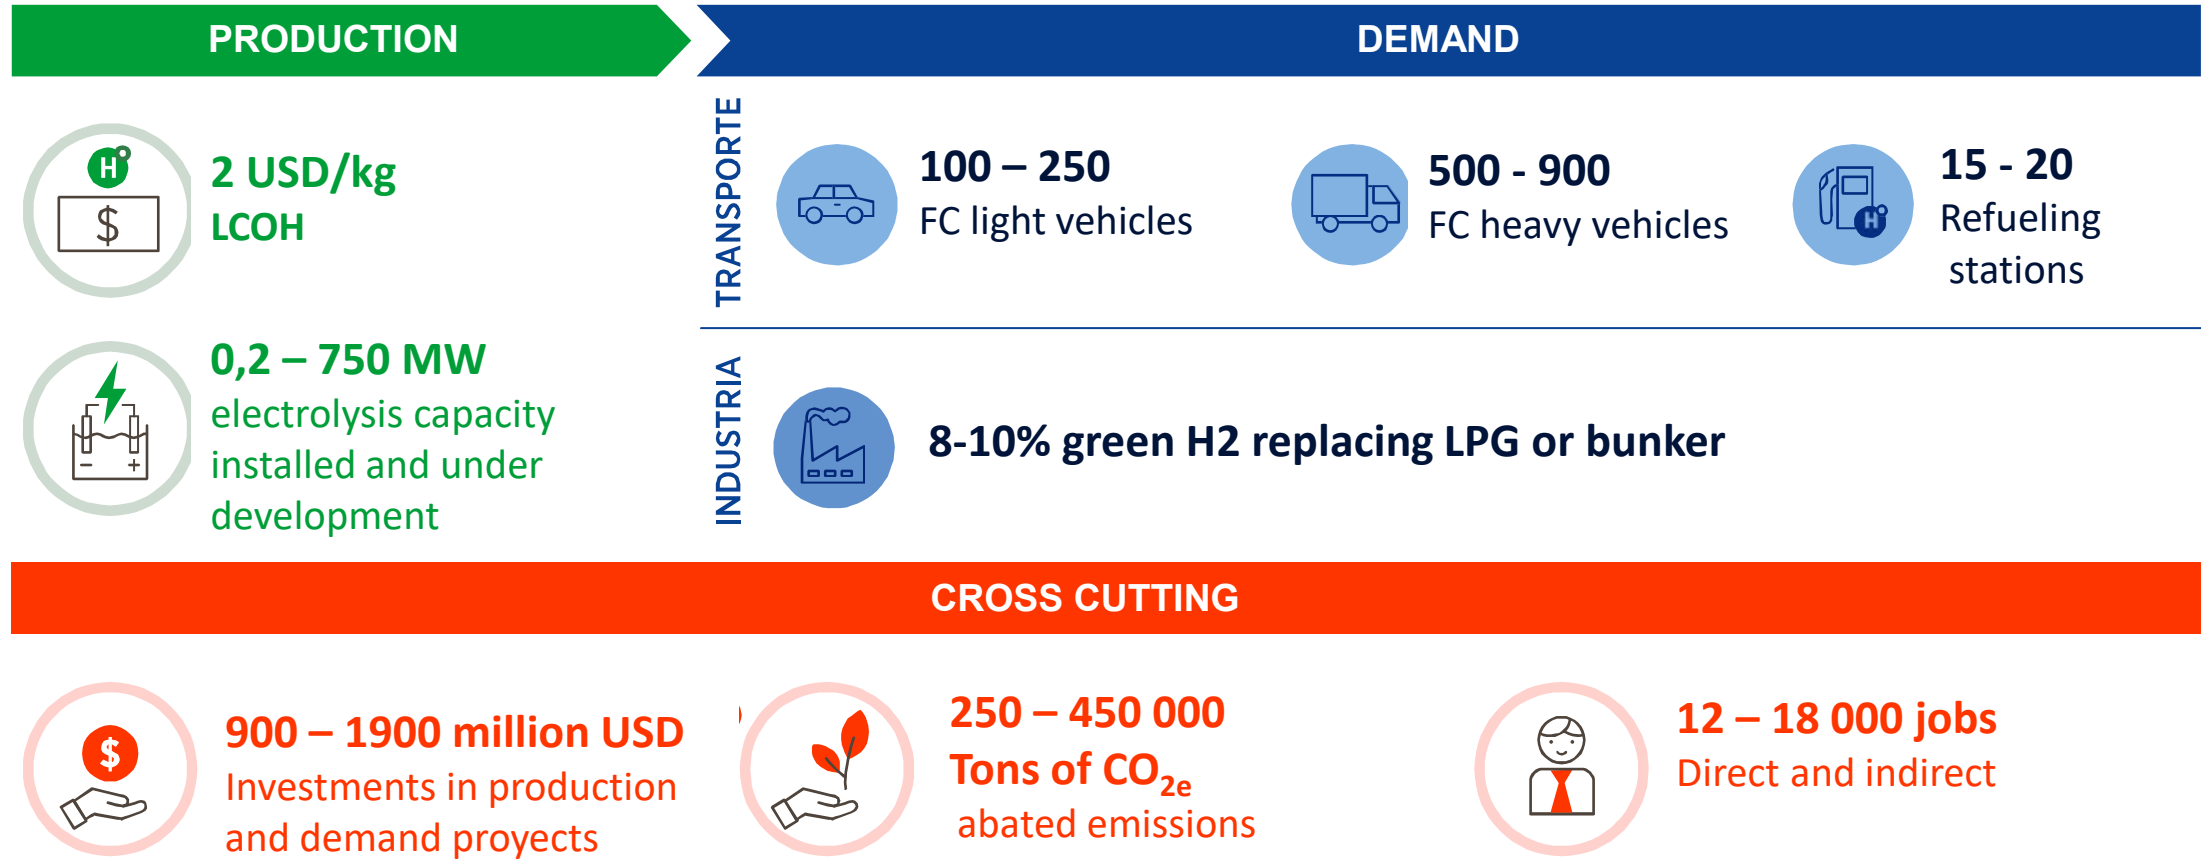 PRODUCTION
2 USD/kg
LCOH
0,2 – 750 MW
electrolysis capacity
installed and under
development
DEMAND
TRANSPORTE
100 – 250
FC light vehicles
500 - 900
FC heavy vehicles
15 - 20
Refueling
stations
INDUSTRIA
8-10% green H2 replacing LPG or bunker
CROSS CUTTING
900 – 1900 million USD
Investments in production
and demand proyects
250 – 450 000
Tons of CO2e
abated emissions
12 – 18 000 jobs
Direct and indirect
H
$
- +
H
$